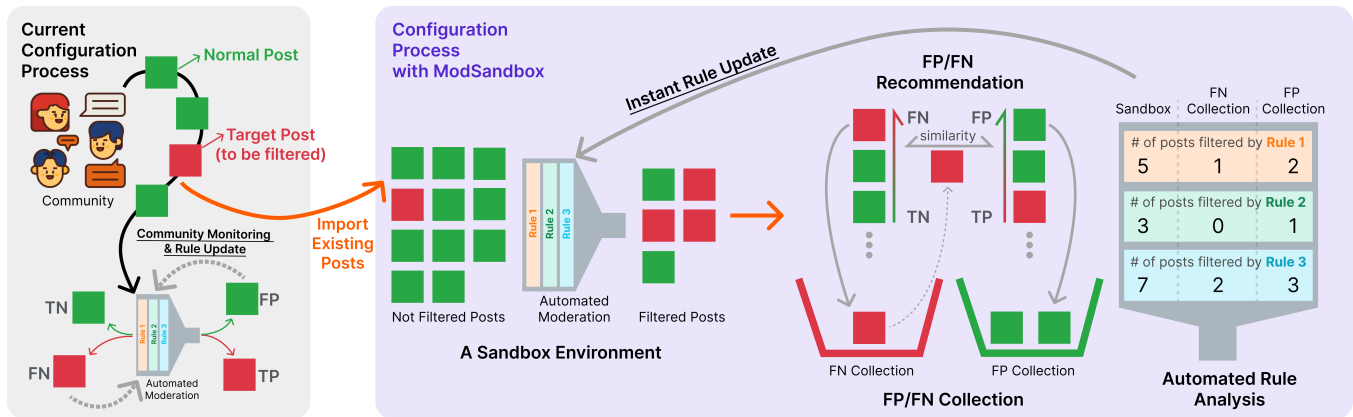 Current
Configuration
Process
Normal Post
Target Post
(to be filtered)
Community
Community Monitoring
& Rule Update
TN
FP
Rule 1
Rule 2
Rule 3
FN
TP
Automated
Moderation
Import
Existing
Posts
Configuration
Process
with ModSandbox
Instant Rule Update
Not Filtered Posts
Rule 1
Rule 2
Rule 3
Automated
Moderation
Filtered Posts
A Sandbox Environment
FP/FN
Recommendation
FN
FP
similarity
TN
TP
FN Collection
FP Collection
FP/FN Collection
Sandbox
FN
Collection
FP
Collection
# of posts filtered by Rule 1
5 1 2
# of posts filtered by Rule 2
3 0 1
# of posts filtered by Rule 3
7 2 3
Automated Rule
Analysis